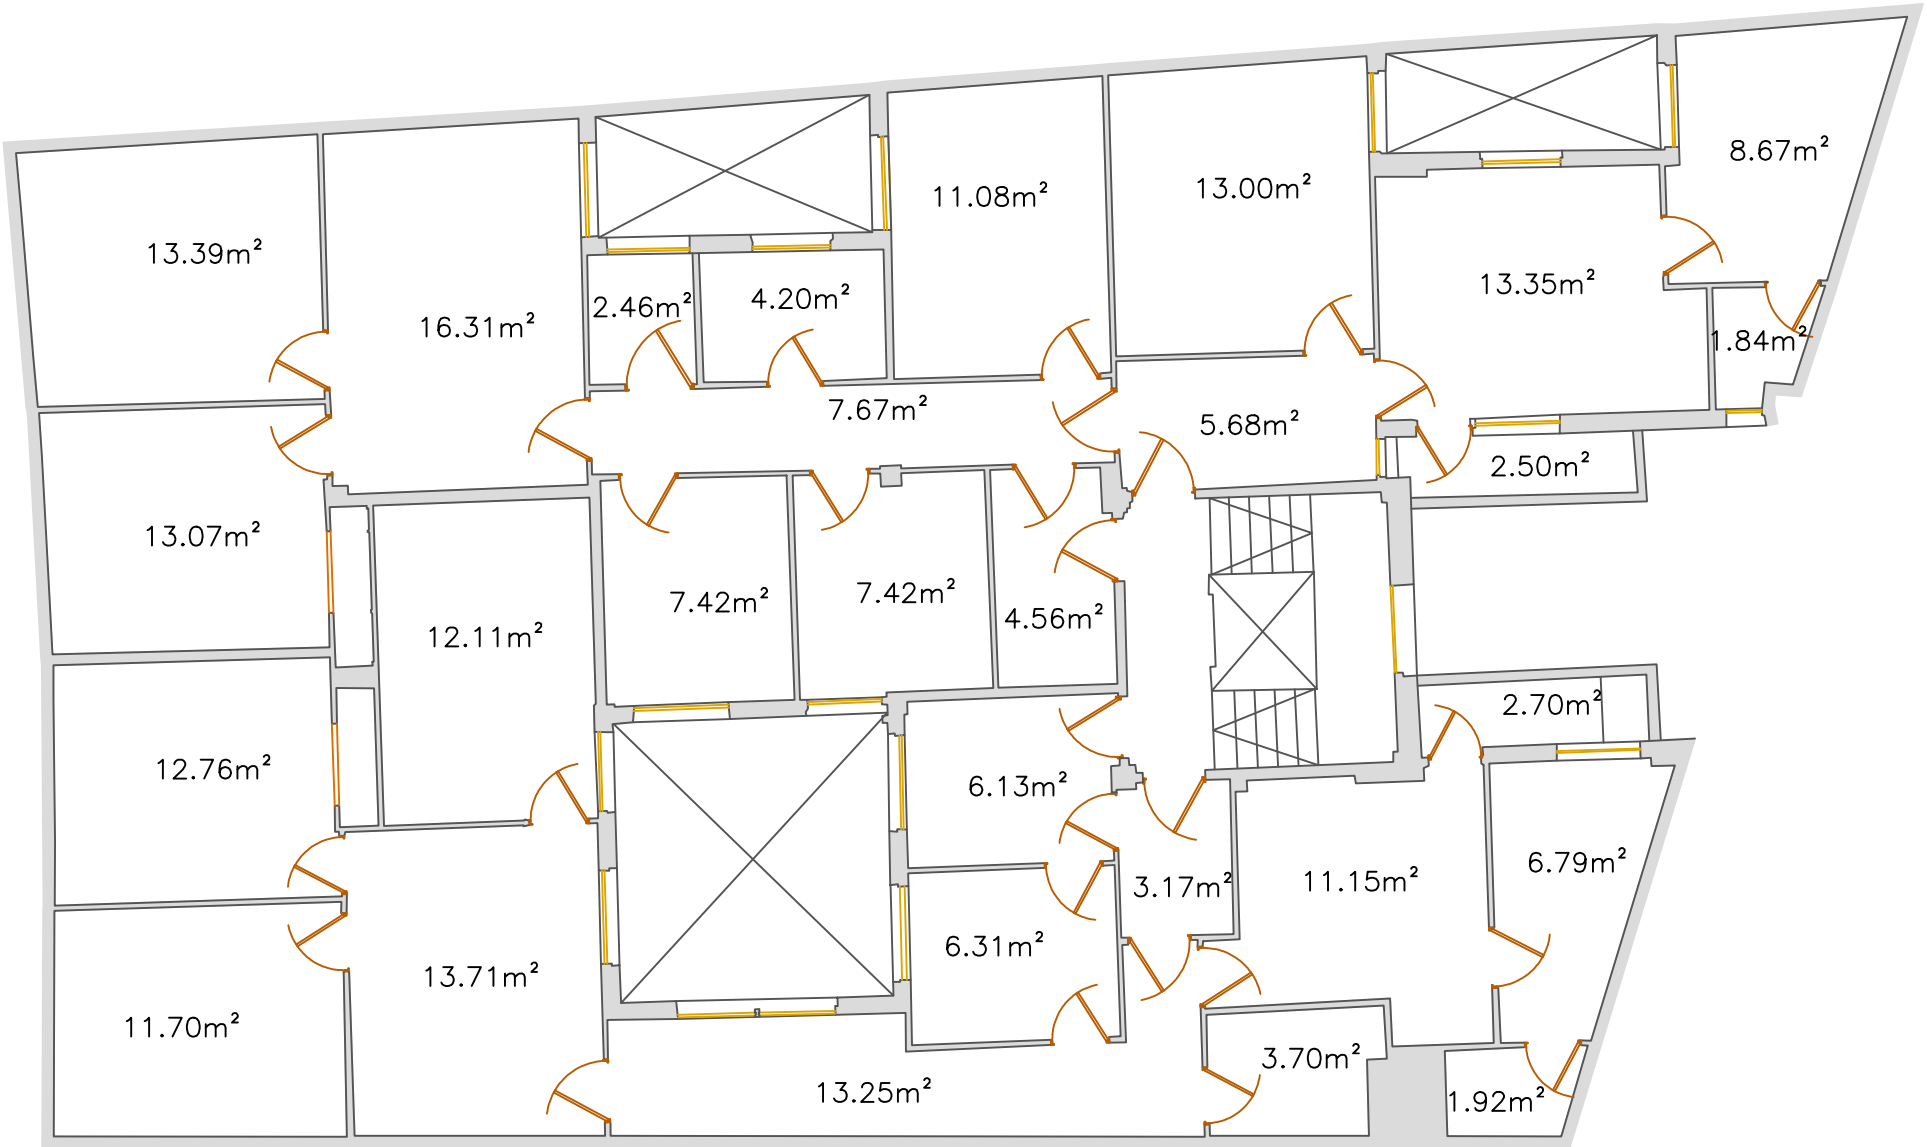 8.67m²
13.00m²
11.08m²
13.39m²
13.35m²
4.20m²
2.46m²
16.31m²
1.84m²
7.67m²
5.68m²
2.50m²
13.07m²
7.42m²
7.42m²
4.56m²
12.11m²
2.70m²
12.76m²
6.13m²
6.79m²
11.15m²
3.17m²
6.31m²
13.71m²
11.70m²
3.70m²
13.25m²
1.92m²